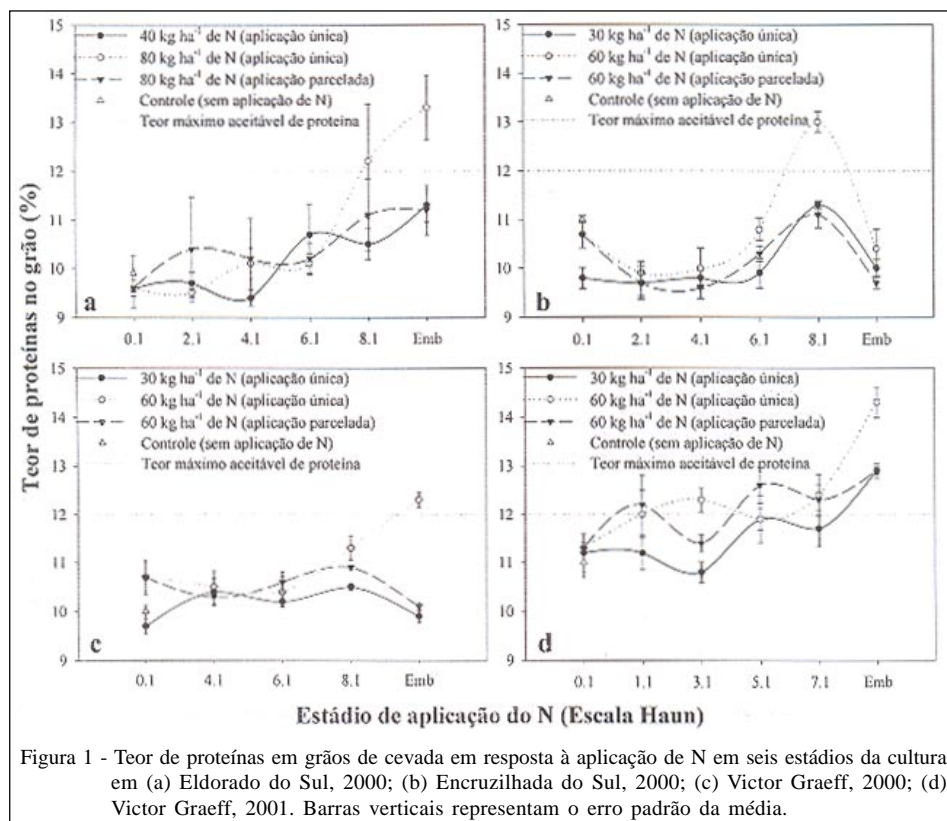 Teor de proteínas no grão (%)
15
14
13
12
11
10
9
40 kg ha⁻¹ de N (aplicação única)
80 kg ha⁻¹ de N (aplicação única)
80 kg ha⁻¹ de N (aplicação parcelada)
Controle (sem aplicação de N)
Teor máximo aceitável de proteína
a
0.1 2.1 4.1 6.1 8.1 Emb
15
14
13
12
11
10
9
30 kg ha⁻¹ de N (aplicação única)
60 kg ha⁻¹ de N (aplicação única)
60 kg ha⁻¹ de N (aplicação parcelada)
Controle (sem aplicação de N)
Teor máximo aceitável de proteína
b
0.1 2.1 4.1 6.1 8.1 Emb
15
14
13
12
11
10
9
30 kg ha⁻¹ de N (aplicação única)
60 kg ha⁻¹ de N (aplicação única)
60 kg ha⁻¹ de N (aplicação parcelada)
Controle (sem aplicação de N)
Teor máximo aceitável de proteína
c
0.1 4.1 6.1 8.1 Emb
15
14
13
12
11
10
9
30 kg ha⁻¹ de N (aplicação única)
60 kg ha⁻¹ de N (aplicação única)
60 kg ha⁻¹ de N (aplicação parcelada)
Controle (sem aplicação de N)
Teor máximo aceitável de proteína
d
0.1 1.1 3.1 5.1 7.1 Emb
Estádio de aplicação do N (Escala Haun)
Figura 1 - Teor de proteínas em grãos de cevada em resposta à aplicação de N em seis estádios da cultura
em (a) Eldorado do Sul, 2000; (b) Encruzilhada do Sul, 2000; (c) Victor Graeff, 2000; (d)
Victor Graeff, 2001. Barras verticais representam o erro padrão da média.